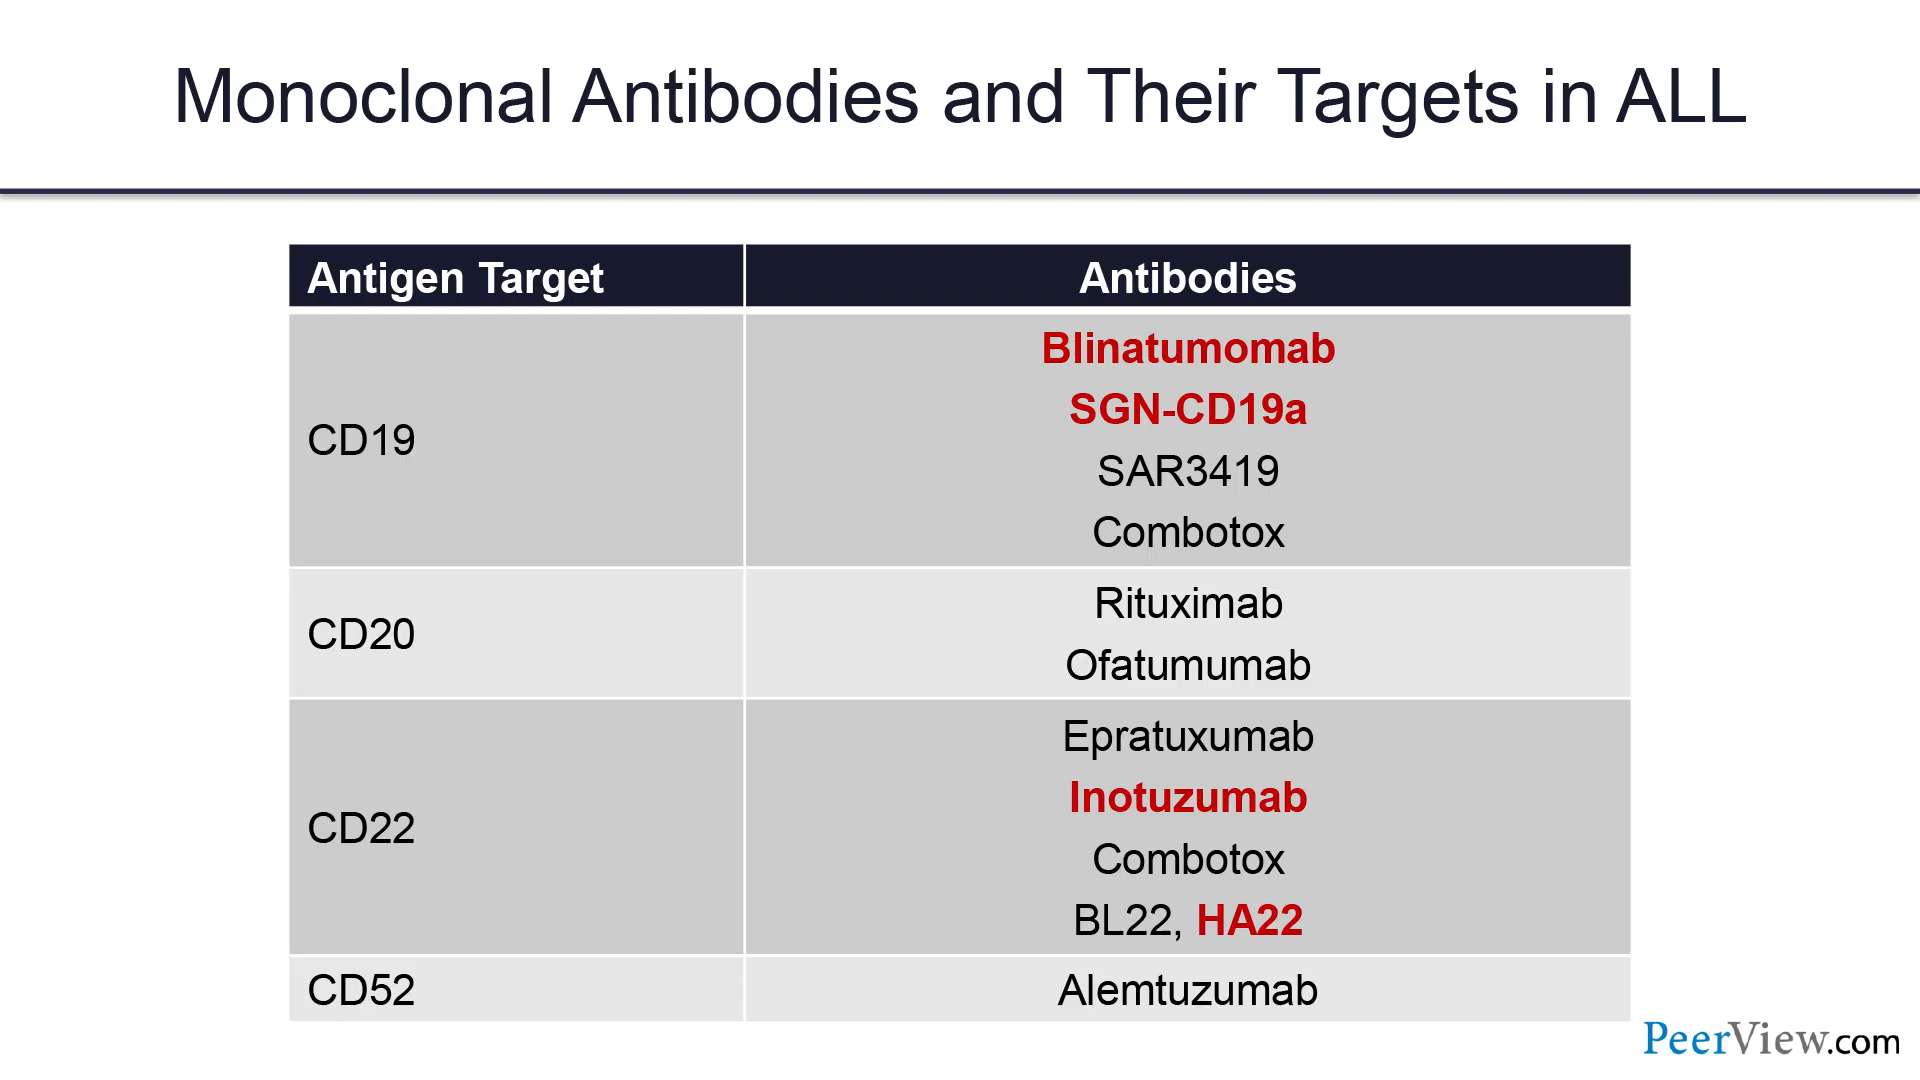 Monoclonal Antibodies and Their Targets in ALL
Antigen Target
Antibodies
CD19
Blinatumomab
SGN-CD19a
SAR3419
Combotox
CD20
Rituximab
Ofatumumab
CD22
Epratuxumab
Inotuzumab
Combotox
BL22, HA22
CD52
Alemtuzumab
PeerView.com